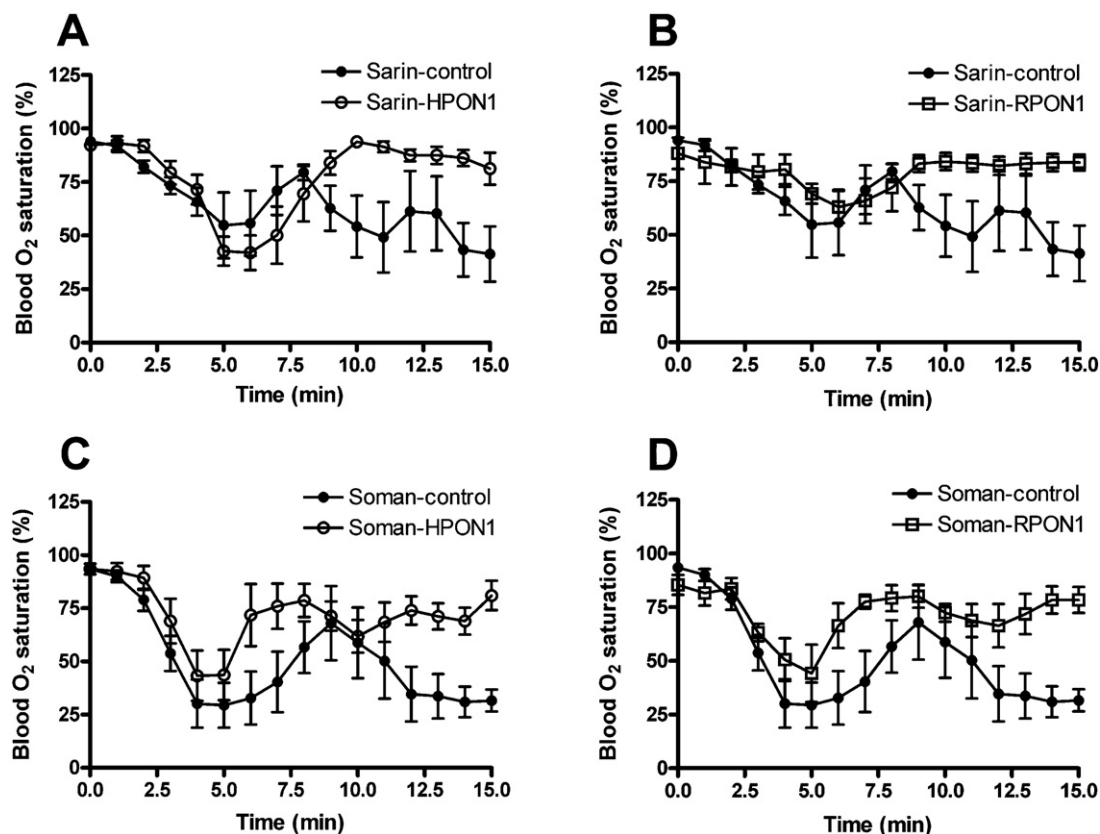 A
Sarin-control
Sarin-HPON1
Blood O₂ saturation (%)
125
100
75
50
25
0
0.0 2.5 5.0 7.5 10.0 12.5 15.0
Time (min)
B
Sarin-control
Sarin-RPON1
Blood O₂ saturation (%)
125
100
75
50
25
0
0.0 2.5 5.0 7.5 10.0 12.5 15.0
Time (min)
C
Soman-control
Soman-HPON1
Blood O₂ saturation (%)
125
100
75
50
25
0
0.0 2.5 5.0 7.5 10.0 12.5 15.0
Time (min)
D
Soman-control
Soman-RPON1
Blood O₂ saturation (%)
125
100
75
50
25
0
0.0 2.5 5.0 7.5 10.0 12.5 15.0
Time (min)